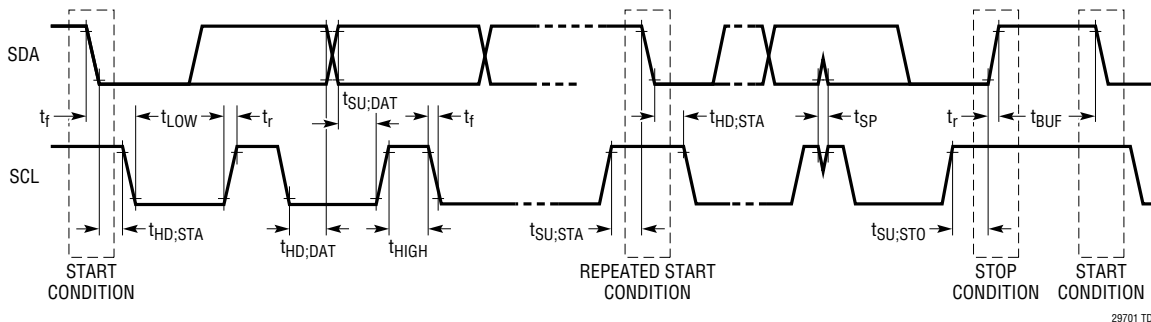 SDA
t_f
t_LOW
t_r
t_SU;DAT
t_f
t_HD;STA
t_SP
t_r
t_BUF
SCL
t_HD;STA
t_HD;DAT
t_HIGH
t_SU;STA
t_SU;STO
START
CONDITION
REPEATED START
CONDITION
STOP
CONDITION
START
CONDITION
29701 TD